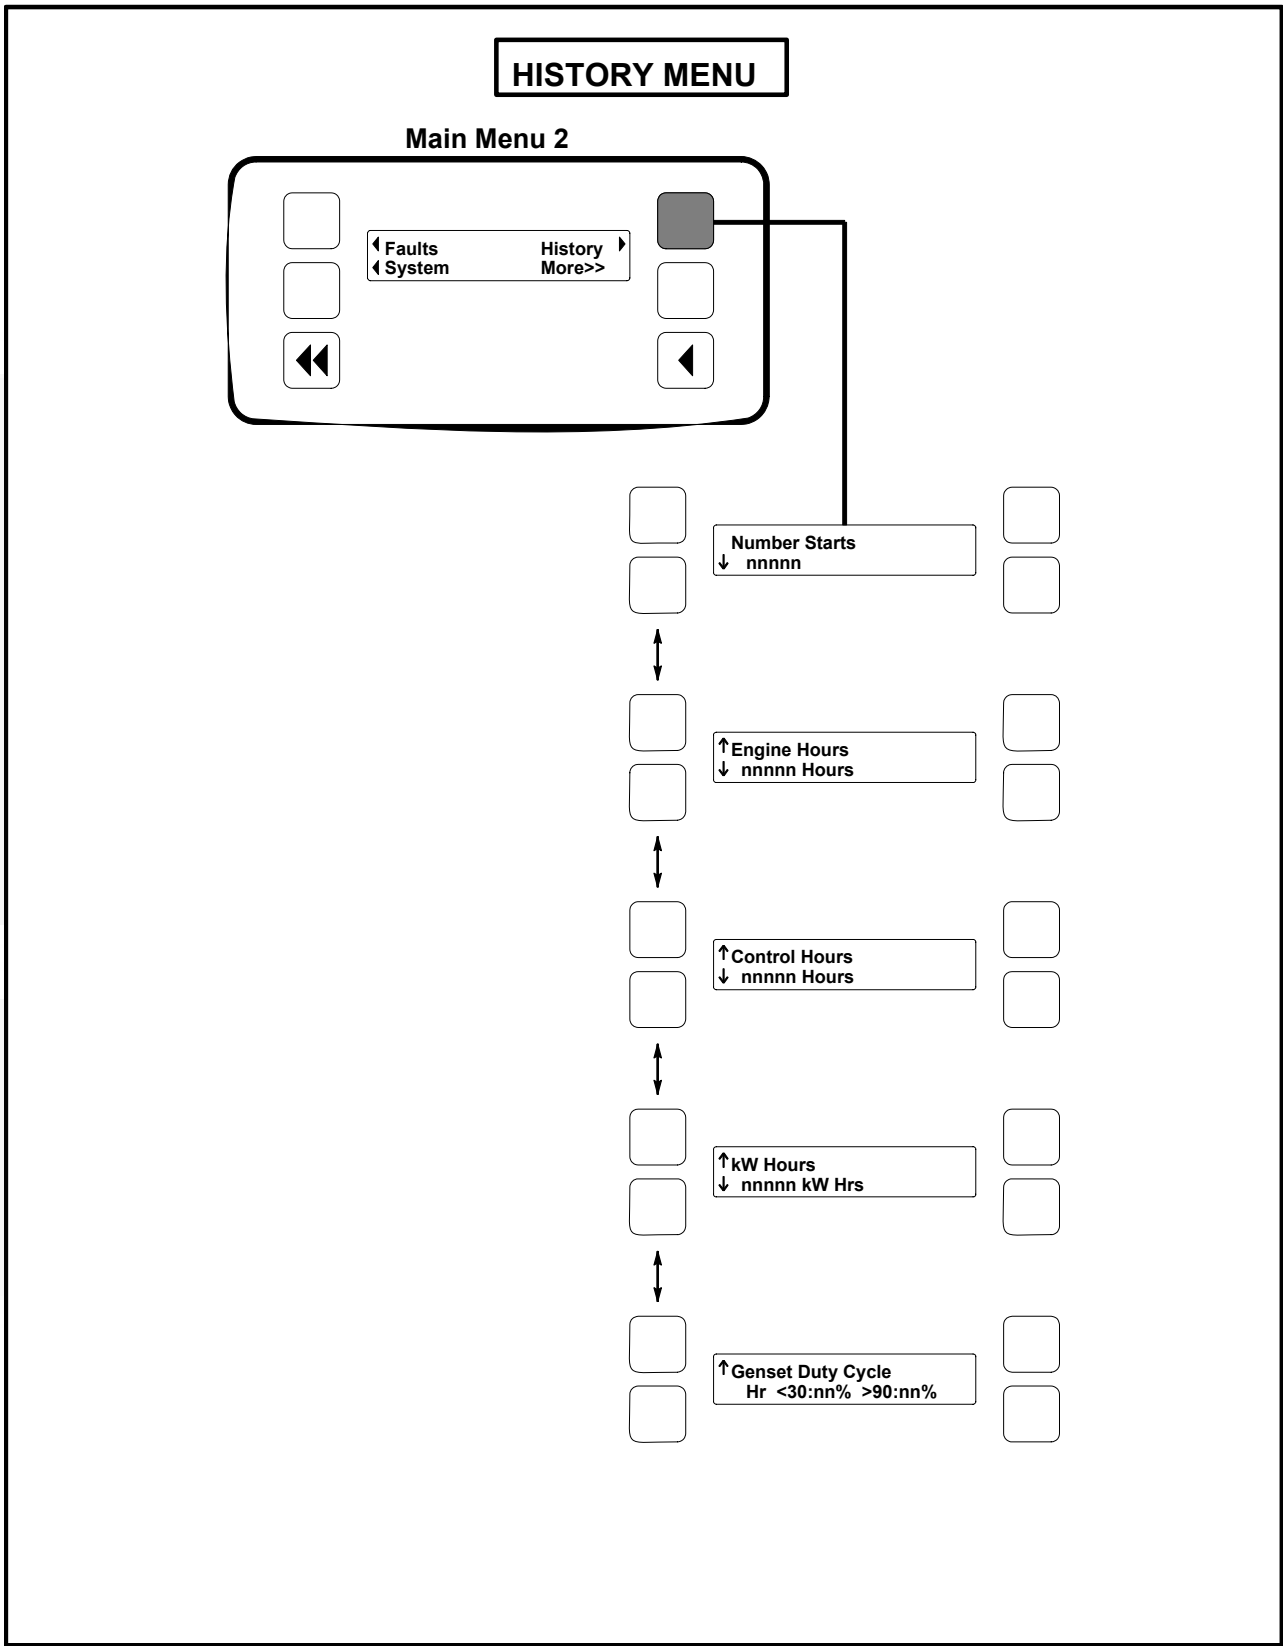 HISTORY MENU
Main Menu 2
Faults History
System More>>
Number Starts
↓ nnnnn
↑Engine Hours
↓ nnnnn Hours
↑Control Hours
↓ nnnnn Hours
↑kW Hours
↓ nnnnn kW Hrs
↑Genset Duty Cycle
Hr <30:nn% >90:nn%